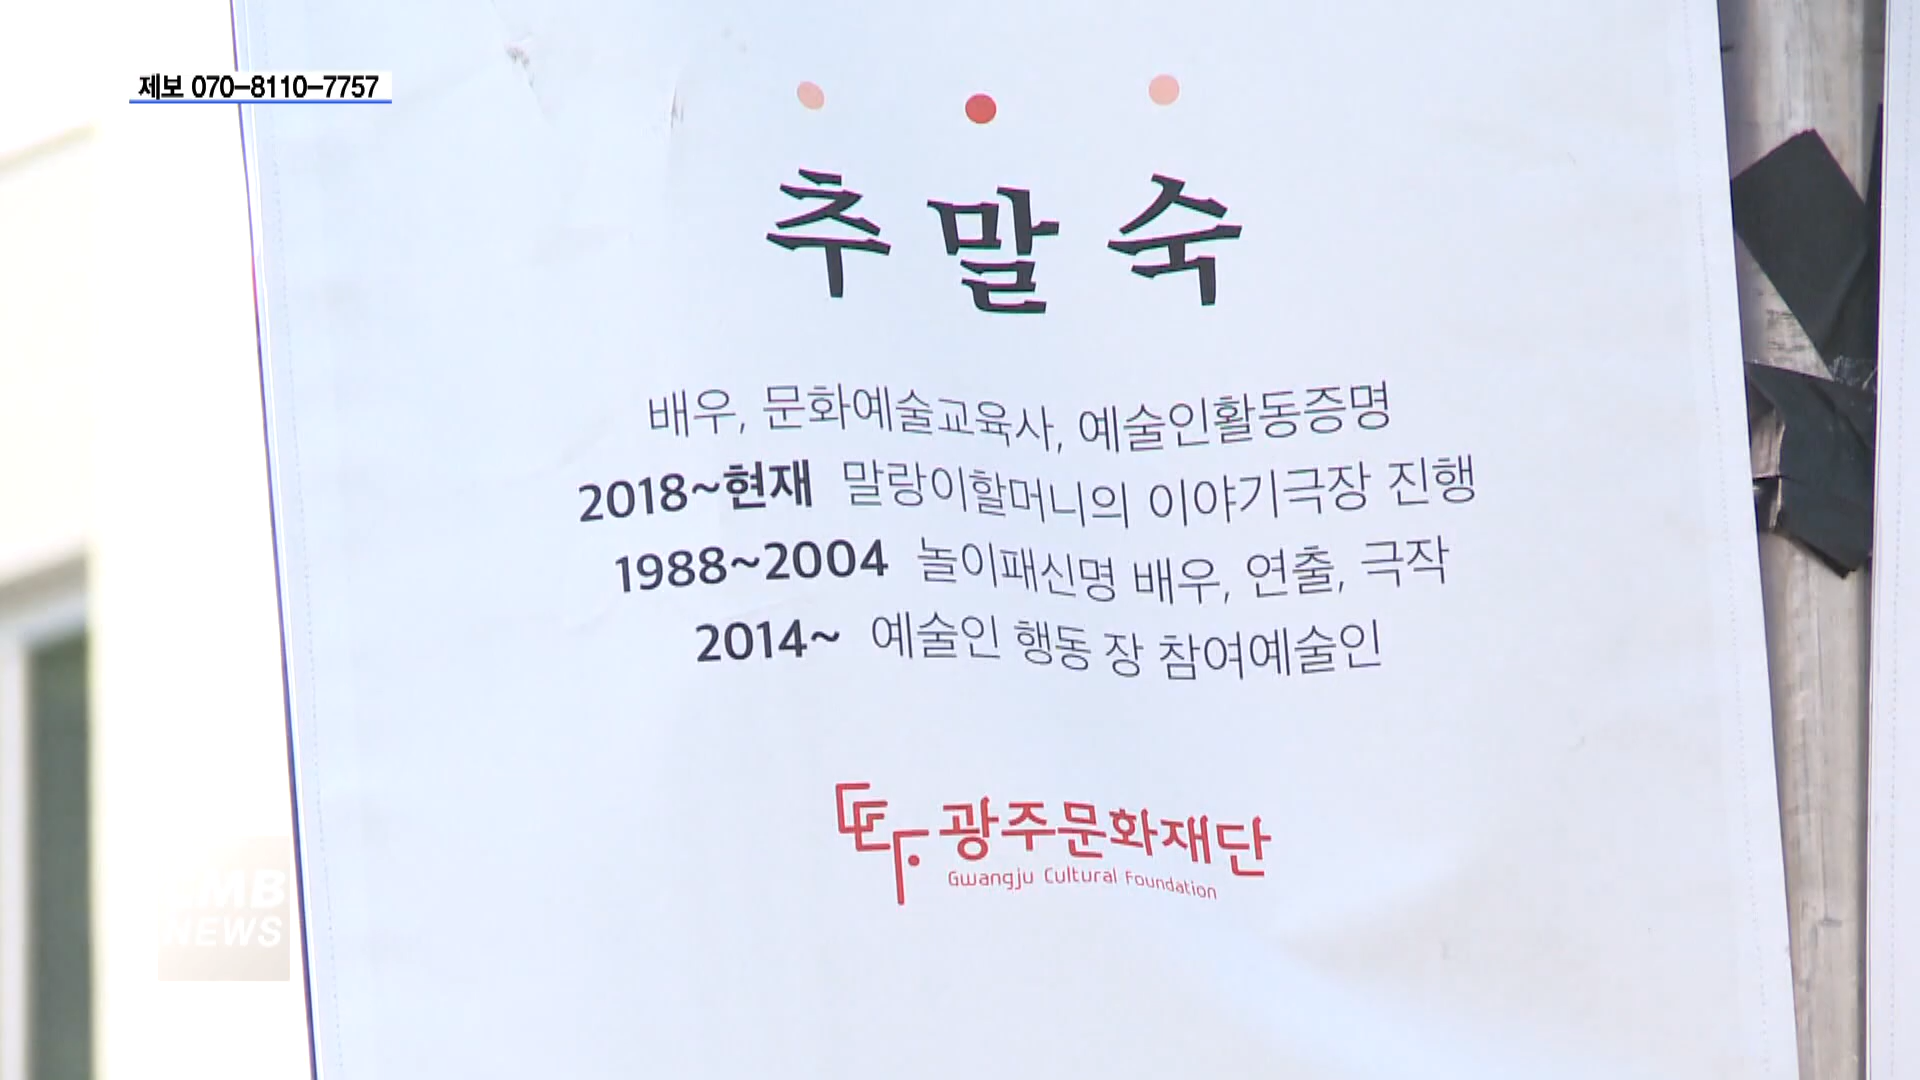 제보 070-8110-7757
추말숙
배우, 문화예술교육사, 예술인활동증명
2018~현재 말랑이할머니의 이야기극장 진행
1988~2004 놀이패신명 배우, 연출, 극작
2014~ 예술인 행동 장 참여예술인
광주문화재단
Gwangju Cultural Foundation
NEWS